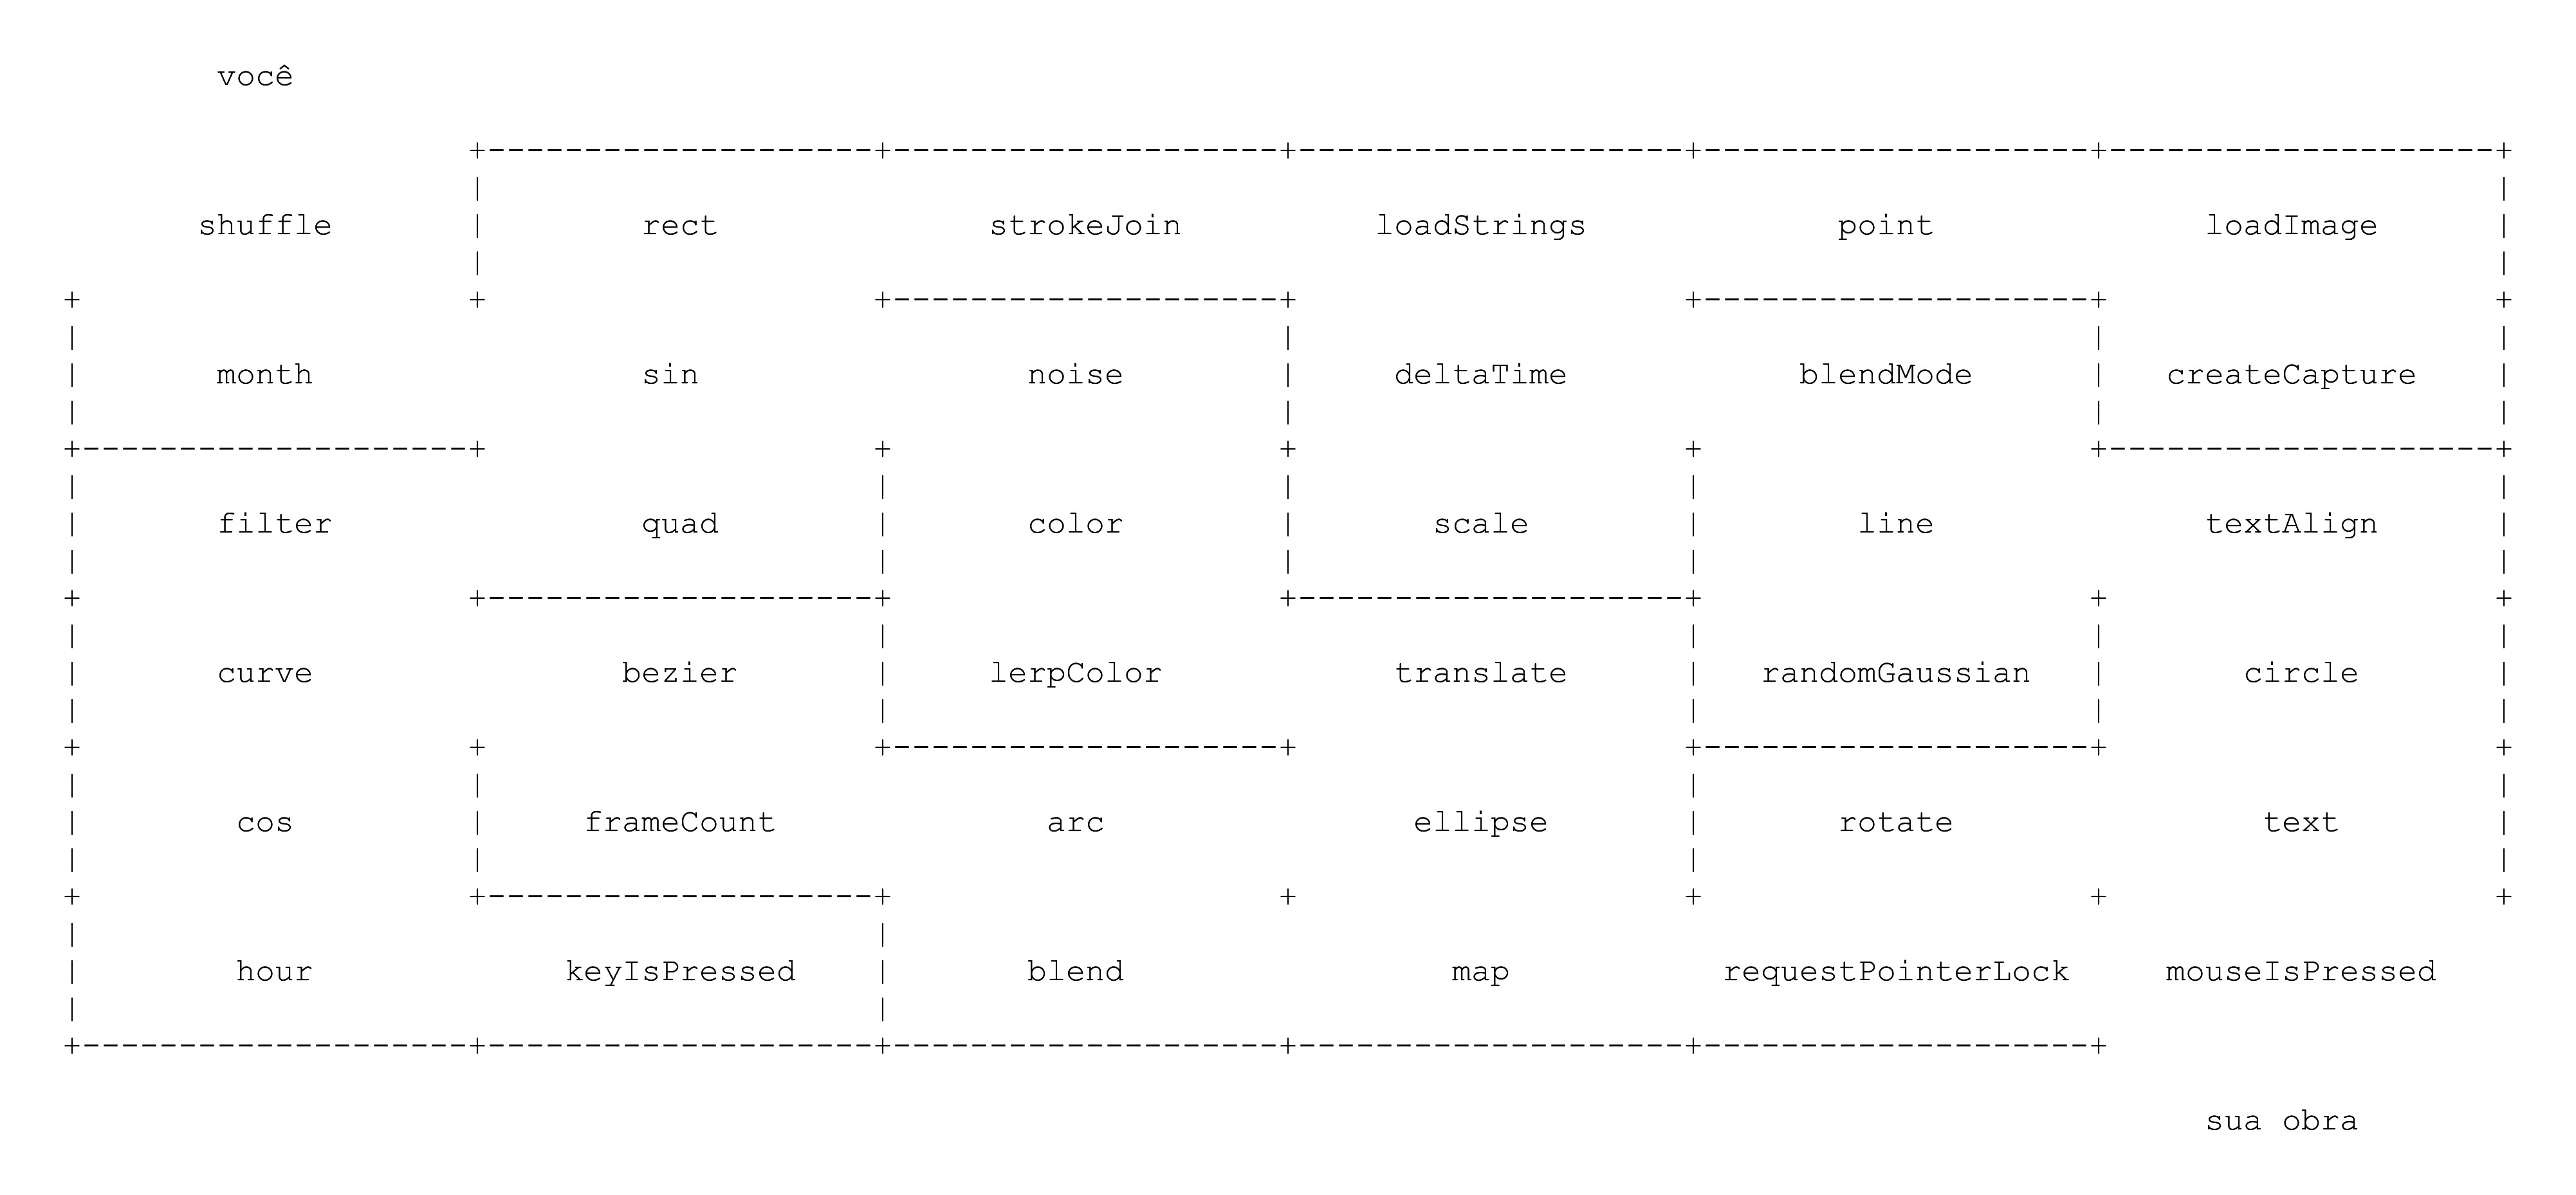 você
shuffle rect strokeJoin loadStrings point loadImage
month sin noise deltaTime blendMode createCapture
filter quad color scale line textAlign
curve bezier lerpColor translate randomGaussian circle
cos frameCount arc ellipse rotate text
hour keyIsPressed blend map requestPointerLock mouseIsPressed
sua obra